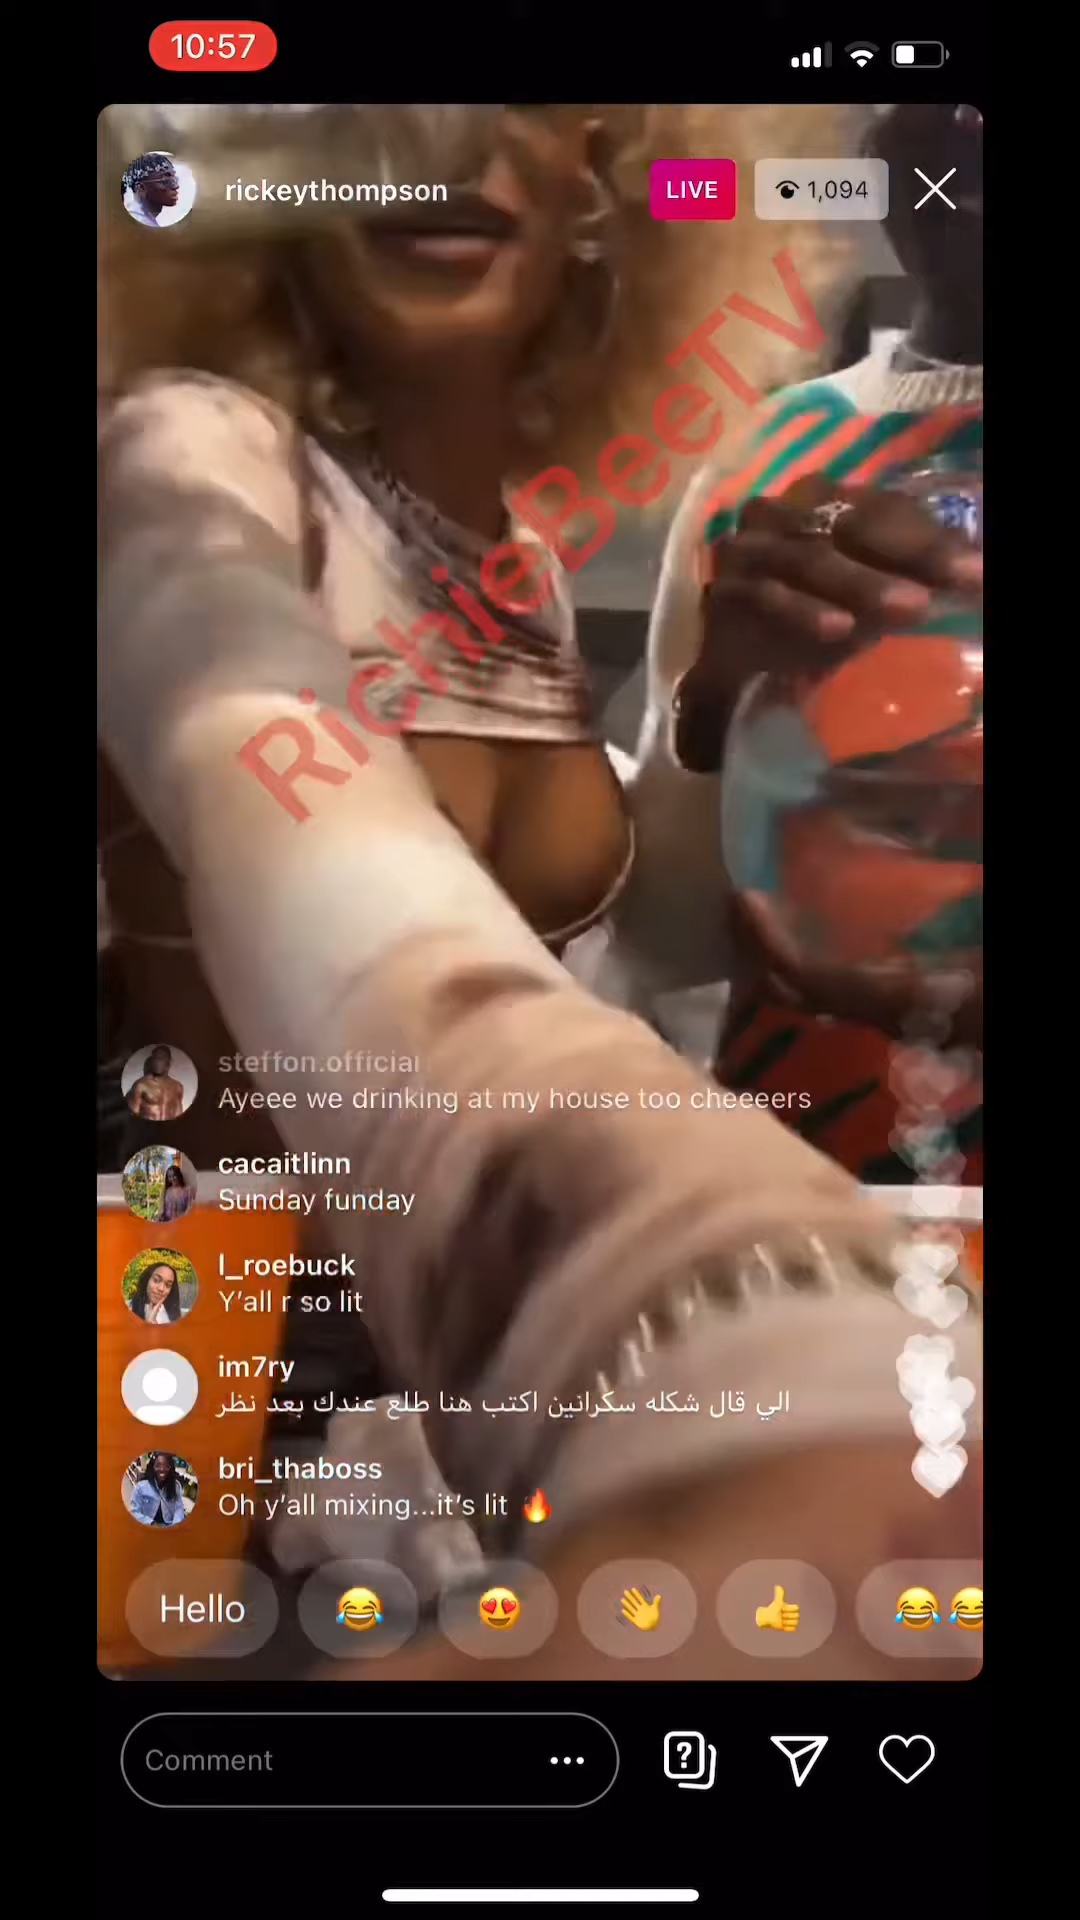 10:57
rickeythompson
LIVE
1,094
RichieBeeTV
steffon.official
Ayeee we drinking at my house too cheeeers
cacaitlinn
Sunday funday
l_roebuck
Y'all r so lit
im7ry
الي قال شكله سكرانين اكتب هنا طلع عندك بعد نظر
bri_thaboss
Oh y'all mixing...it's lit 🔥
Hello
Comment